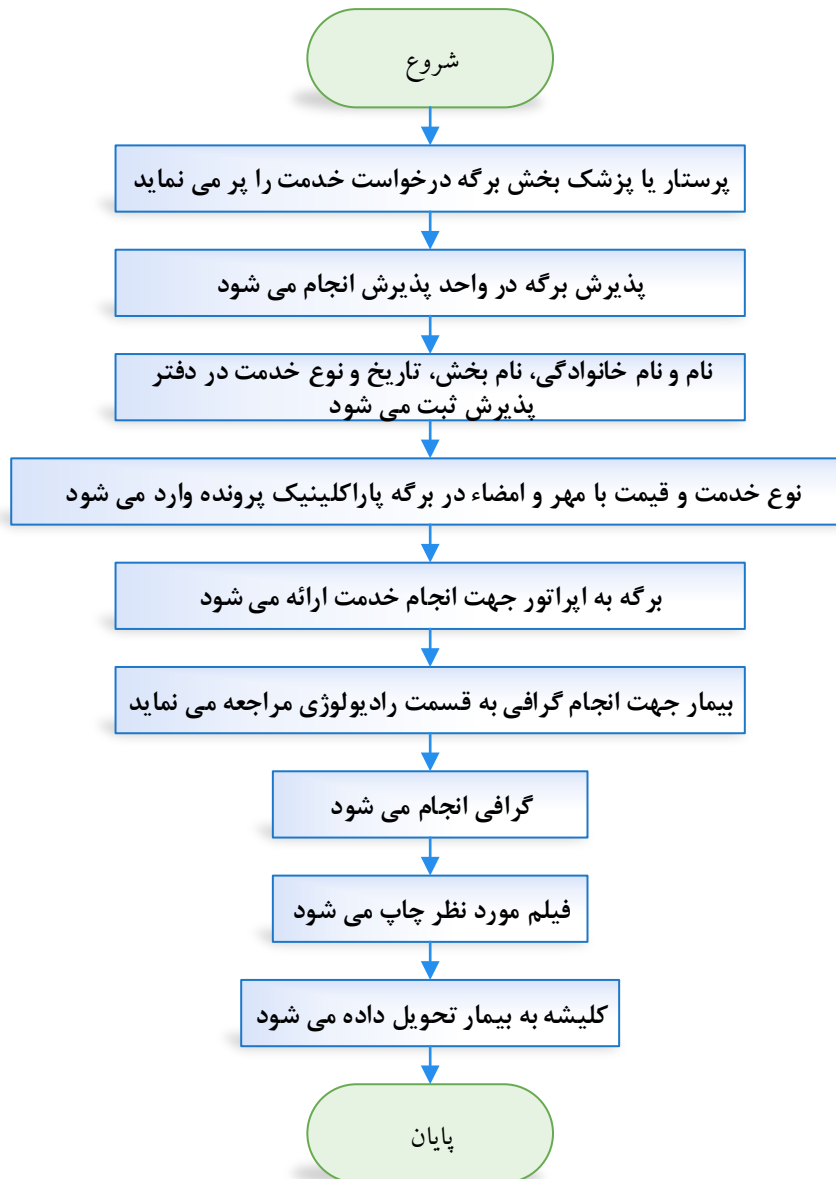 شروع
پرستار یا پزشک بخش برگه درخواست خدمت را پر می نماید
پذیرش برگه در واحد پذیرش انجام می شود
نام و نام خانوادگی، نام بخش، تاریخ و نوع خدمت در دفتر
پذیرش ثبت می شود
نوع خدمت و قیمت با مهر و امضاء در برگه پاراکلینیک پرونده وارد می شود
برگه به اپراتور جهت انجام خدمت ارائه می شود
بیمار جهت انجام گرافی به قسمت رادیولوژی مراجعه می نماید
گرافی انجام می شود
فیلم مورد نظر چاپ می شود
کلیشه به بیمار تحویل داده می شود
پایان